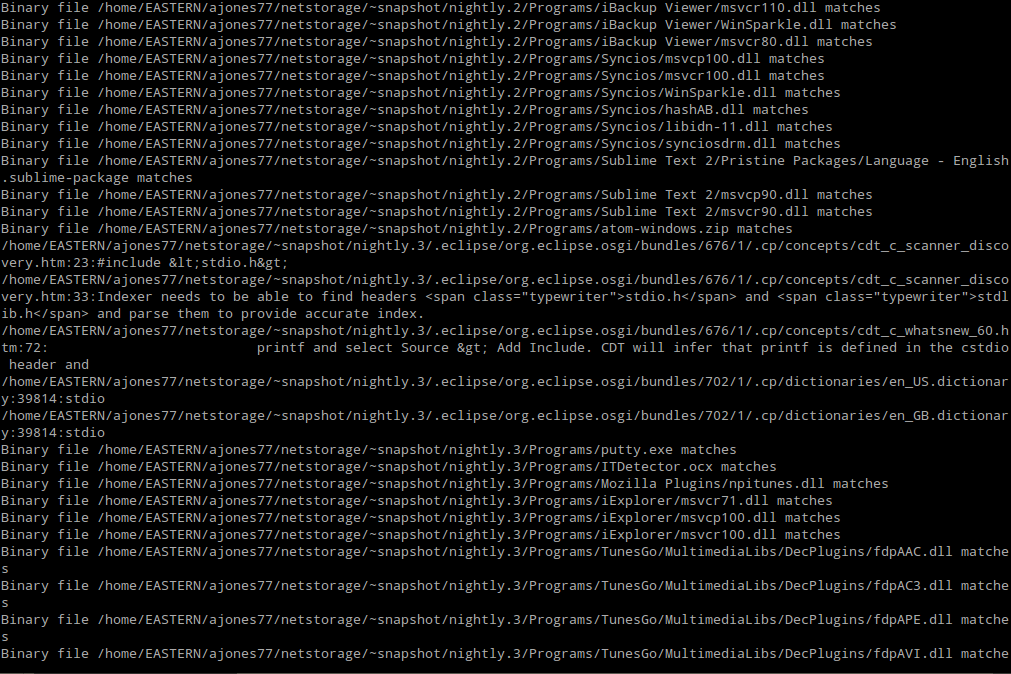 Binary file /home/EASTERN/ajones77/netstorage/~snapshot/nightly.2/Programs/iBackup Viewer/msvcr110.dll matches
Binary file /home/EASTERN/ajones77/netstorage/~snapshot/nightly.2/Programs/iBackup Viewer/WinSparkle.dll matches
Binary file /home/EASTERN/ajones77/netstorage/~snapshot/nightly.2/Programs/iBackup Viewer/msvcr80.dll matches
Binary file /home/EASTERN/ajones77/netstorage/~snapshot/nightly.2/Programs/Syncios/msvcp100.dll matches
Binary file /home/EASTERN/ajones77/netstorage/~snapshot/nightly.2/Programs/Syncios/msvcr100.dll matches
Binary file /home/EASTERN/ajones77/netstorage/~snapshot/nightly.2/Programs/Syncios/WinSparkle.dll matches
Binary file /home/EASTERN/ajones77/netstorage/~snapshot/nightly.2/Programs/Syncios/hashAB.dll matches
Binary file /home/EASTERN/ajones77/netstorage/~snapshot/nightly.2/Programs/Syncios/libidn-11.dll matches
Binary file /home/EASTERN/ajones77/netstorage/~snapshot/nightly.2/Programs/Syncios/synciosdrm.dll matches
Binary file /home/EASTERN/ajones77/netstorage/~snapshot/nightly.2/Programs/Sublime Text 2/Pristine Packages/Language - English
.sublime-package matches
Binary file /home/EASTERN/ajones77/netstorage/~snapshot/nightly.2/Programs/Sublime Text 2/msvcp90.dll matches
Binary file /home/EASTERN/ajones77/netstorage/~snapshot/nightly.2/Programs/Sublime Text 2/msvcr90.dll matches
Binary file /home/EASTERN/ajones77/netstorage/~snapshot/nightly.2/Programs/atom-windows.zip matches
/home/EASTERN/ajones77/netstorage/~snapshot/nightly.3/.eclipse/org.eclipse.osgi/bundles/676/1/.cp/concepts/cdt_c_scanner_disco
very.htm:23:#include &lt;stdio.h&gt;
/home/EASTERN/ajones77/netstorage/~snapshot/nightly.3/.eclipse/org.eclipse.osgi/bundles/676/1/.cp/concepts/cdt_c_scanner_disco
very.htm:33:Indexer needs to be able to find headers <span class="typewriter">stdio.h</span> and <span class="typewriter">stdl
ib.h</span> and parse them to provide accurate index.
/home/EASTERN/ajones77/netstorage/~snapshot/nightly.3/.eclipse/org.eclipse.osgi/bundles/676/1/.cp/concepts/cdt_c_whatsnew_60.h
tm:72:                          printf and select Source &gt; Add Include. CDT will infer that printf is defined in the cstdio
 header and
/home/EASTERN/ajones77/netstorage/~snapshot/nightly.3/.eclipse/org.eclipse.osgi/bundles/702/1/.cp/dictionaries/en_US.dictionar
y:39814:stdio
/home/EASTERN/ajones77/netstorage/~snapshot/nightly.3/.eclipse/org.eclipse.osgi/bundles/702/1/.cp/dictionaries/en_GB.dictionar
y:39814:stdio
Binary file /home/EASTERN/ajones77/netstorage/~snapshot/nightly.3/Programs/putty.exe matches
Binary file /home/EASTERN/ajones77/netstorage/~snapshot/nightly.3/Programs/ITDetector.ocx matches
Binary file /home/EASTERN/ajones77/netstorage/~snapshot/nightly.3/Programs/Mozilla Plugins/npitunes.dll matches
Binary file /home/EASTERN/ajones77/netstorage/~snapshot/nightly.3/Programs/iExplorer/msvcr71.dll matches
Binary file /home/EASTERN/ajones77/netstorage/~snapshot/nightly.3/Programs/iExplorer/msvcp100.dll matches
Binary file /home/EASTERN/ajones77/netstorage/~snapshot/nightly.3/Programs/iExplorer/msvcr100.dll matches
Binary file /home/EASTERN/ajones77/netstorage/~snapshot/nightly.3/Programs/TunesGo/MultimediaLibs/DecPlugins/fdpAAC.dll matche
s
Binary file /home/EASTERN/ajones77/netstorage/~snapshot/nightly.3/Programs/TunesGo/MultimediaLibs/DecPlugins/fdpAC3.dll matche
s
Binary file /home/EASTERN/ajones77/netstorage/~snapshot/nightly.3/Programs/TunesGo/MultimediaLibs/DecPlugins/fdpAPE.dll matche
s
Binary file /home/EASTERN/ajones77/netstorage/~snapshot/nightly.3/Programs/TunesGo/MultimediaLibs/DecPlugins/fdpAVI.dll matche